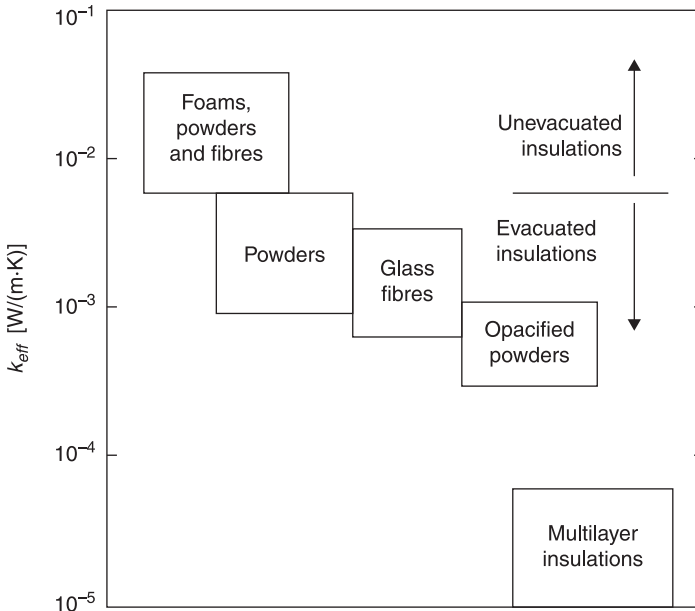 10⁻¹
Foams,
powders
and fibres
Unevacuated
insulations
10⁻²
Evacuated
insulations
Powders
Glass
fibres
k_eff [W/(m·K)]
10⁻³
Opacified
powders
10⁻⁴
Multilayer
insulations
10⁻⁵